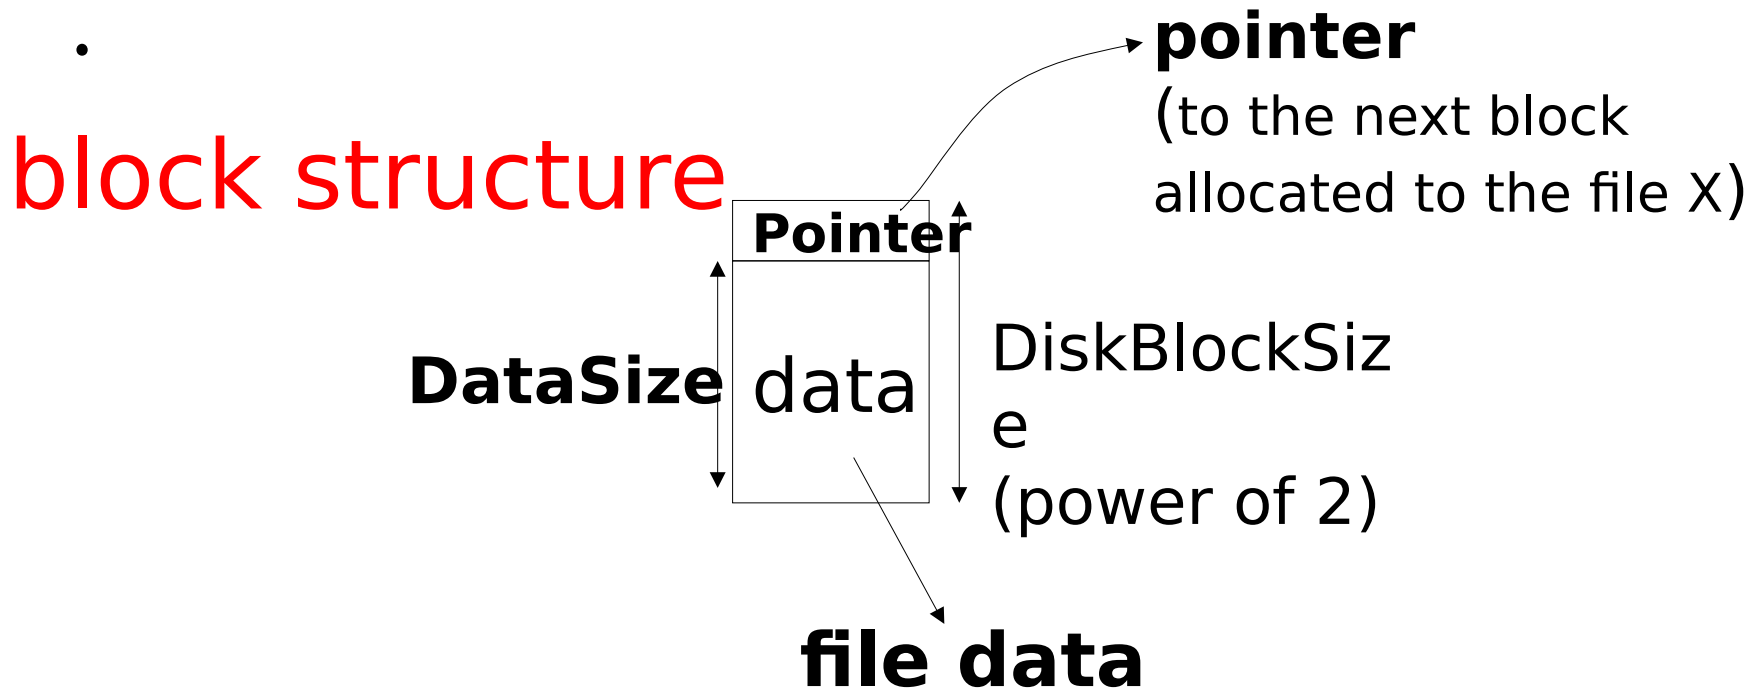 .
block structure
pointer
(to the next block
allocated to the file X)
Pointer
DataSize
data
DiskBlockSiz
e
(power of 2)
file data